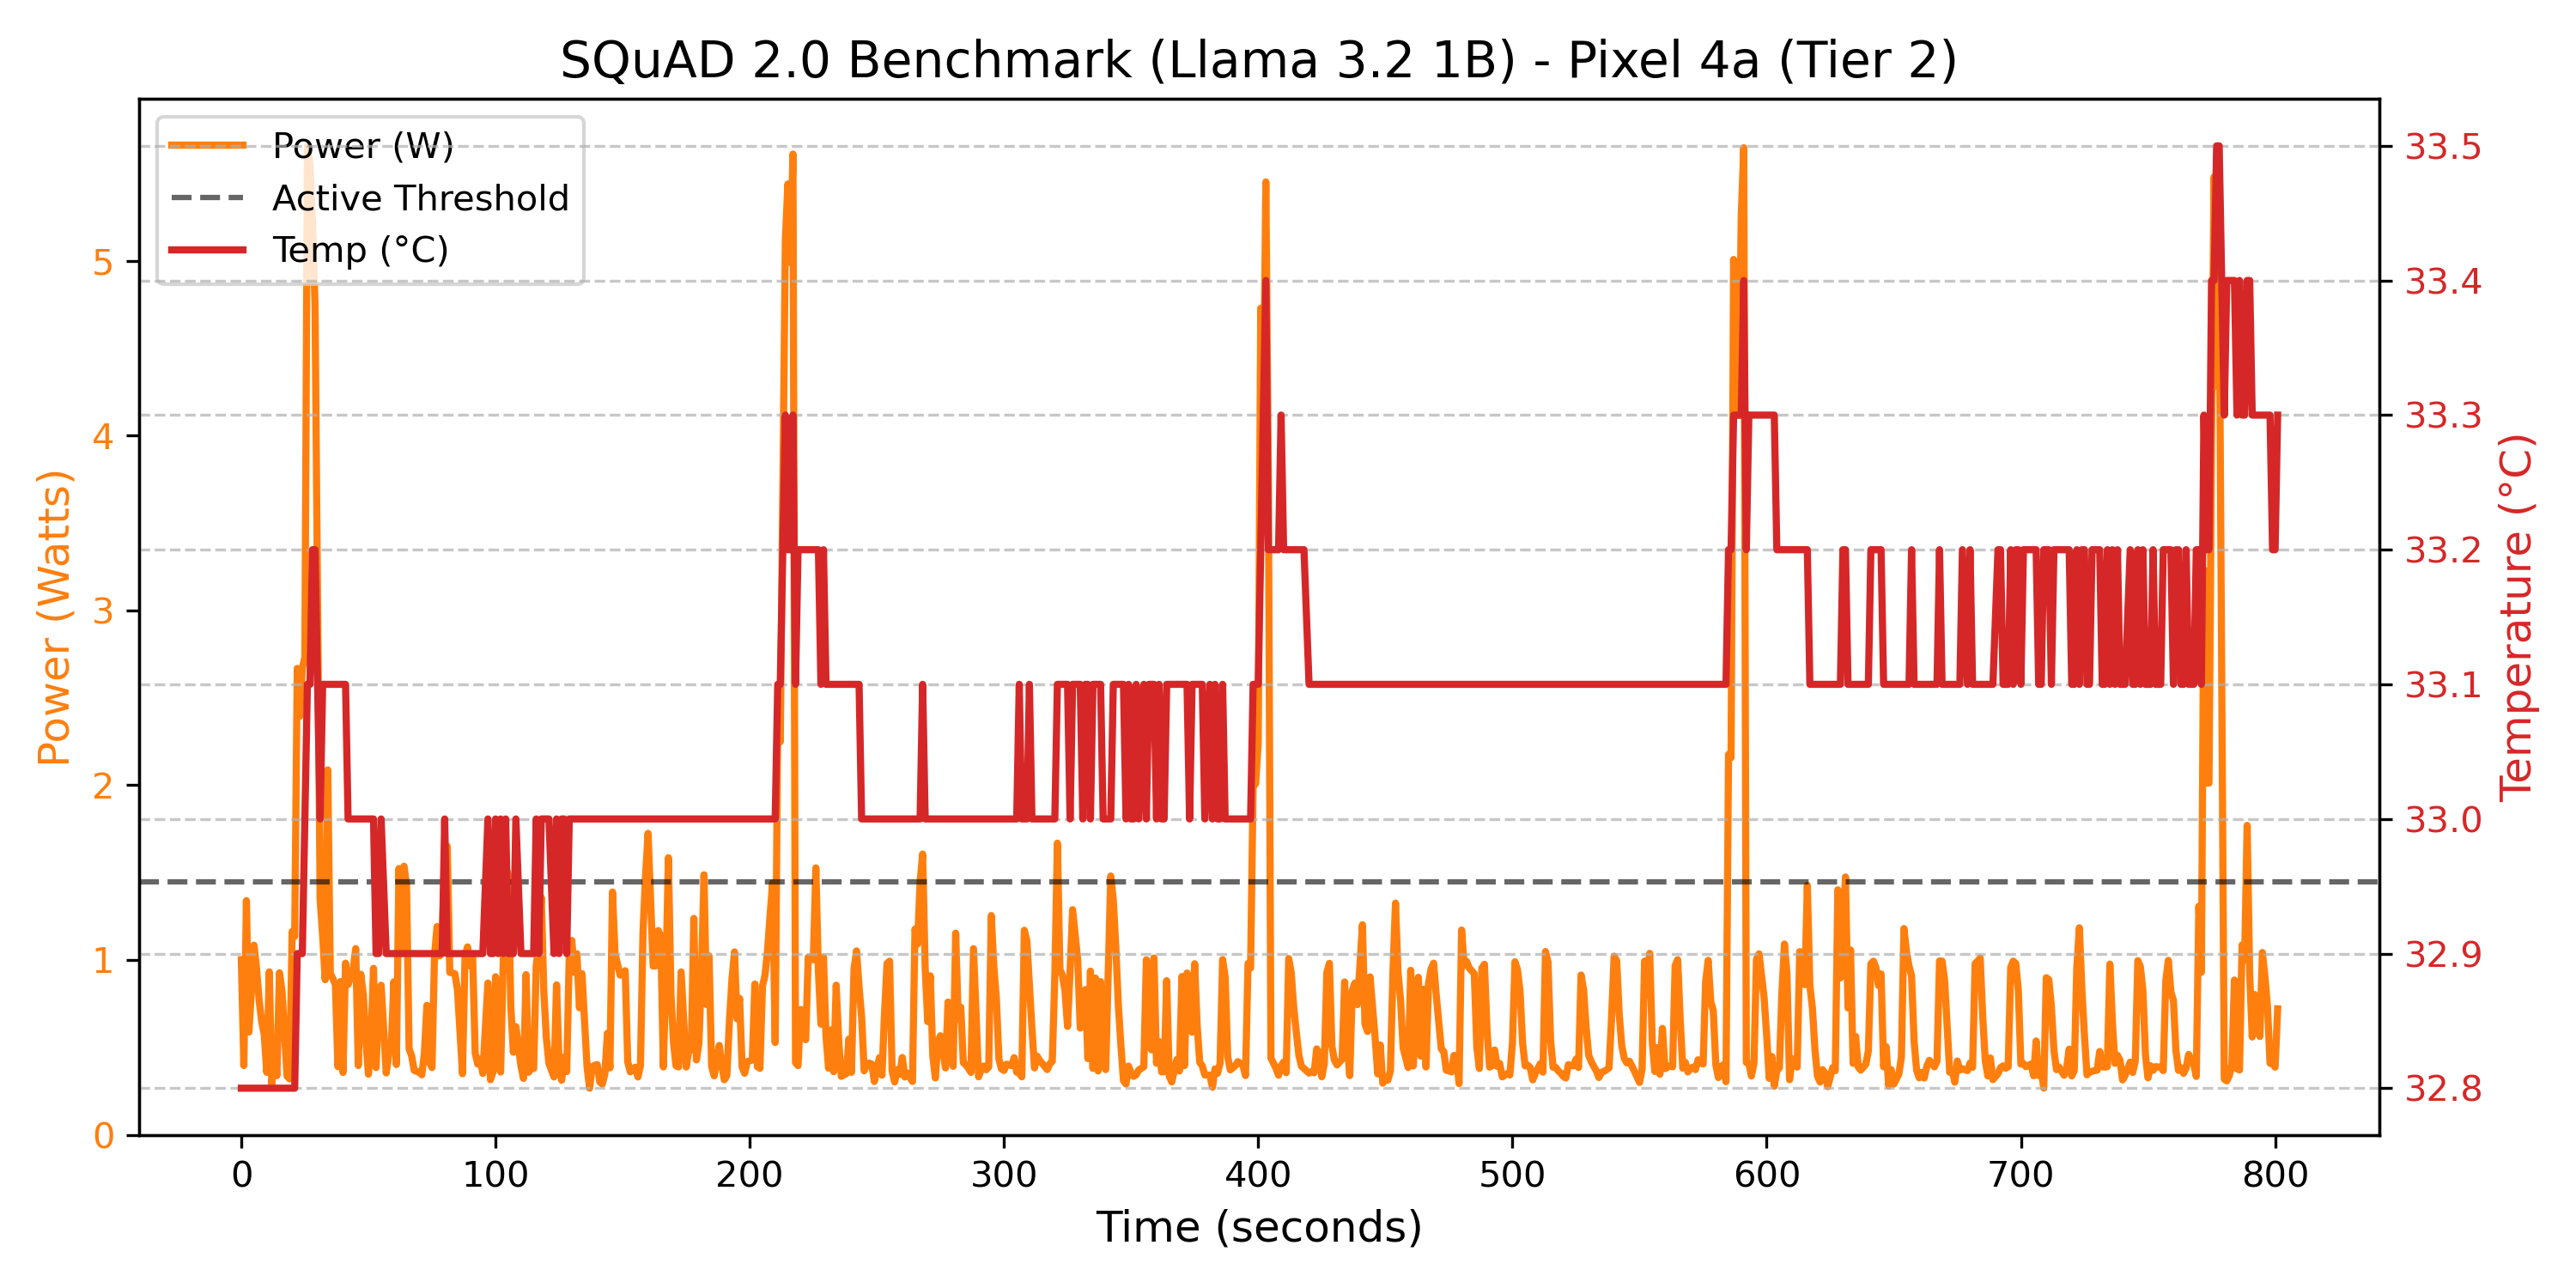 SQuAD 2.0 Benchmark (Llama 3.2 1B) - Pixel 4a (Tier 2)
Power (W)
Active Threshold
Temp (°C)
Power (Watts)
5
4
3
2
1
0
33.5
33.4
33.3
33.2
33.1
33.0
32.9
32.8
Temperature (°C)
0 100 200 300 400 500 600 700 800
Time (seconds)